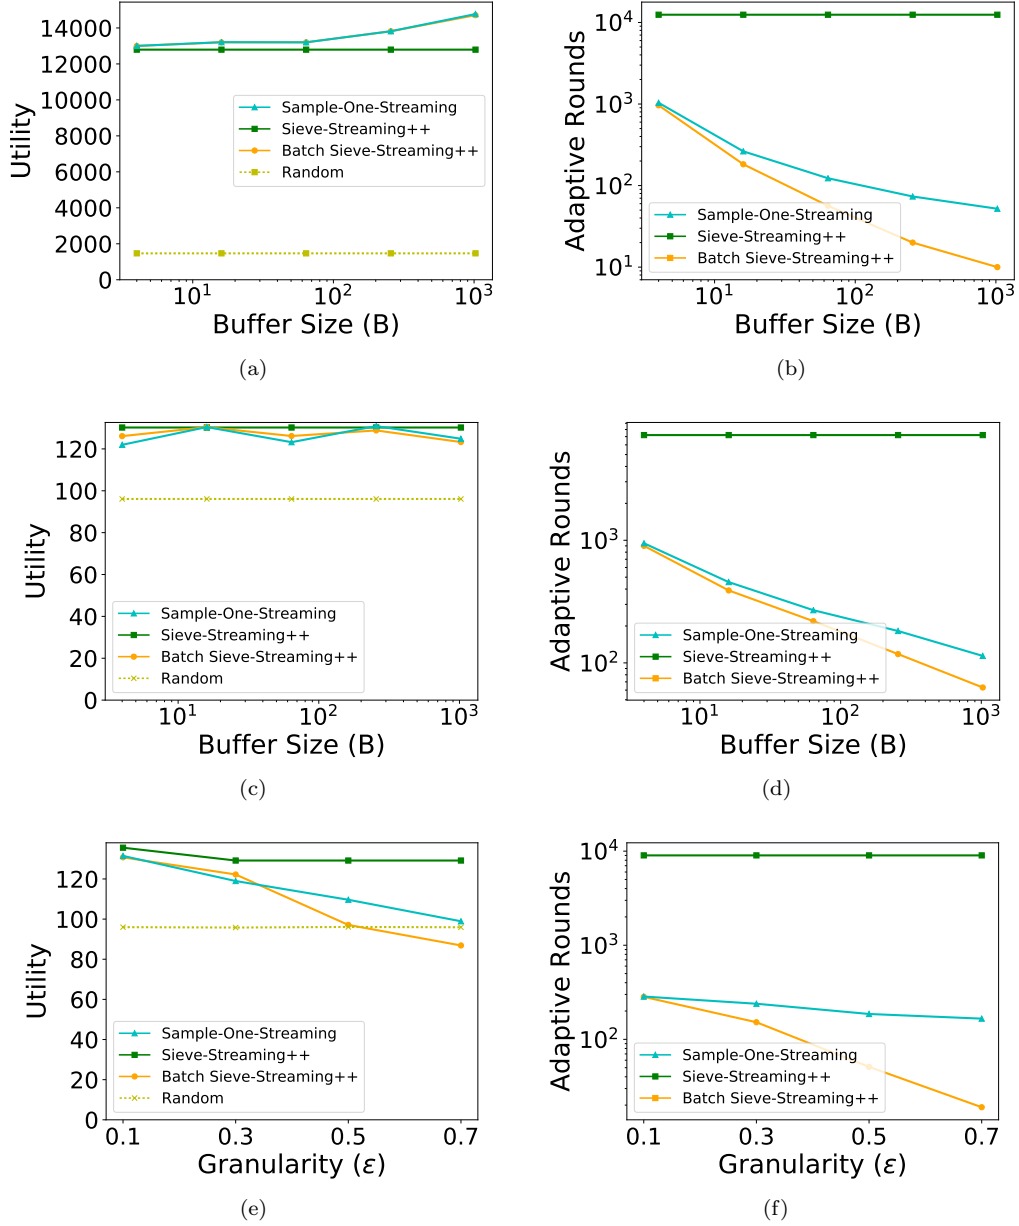 14000
12000
10000
8000
6000
4000
2000
0
Utility
Sample-One-Streaming
Sieve-Streaming++
Batch Sieve-Streaming++
Random
10¹ 10² 10³
Buffer Size (B)
(a)
10⁴
10³
10²
10¹
Adaptive Rounds
Sample-One-Streaming
Sieve-Streaming++
Batch Sieve-Streaming++
10¹ 10² 10³
Buffer Size (B)
(b)
120
100
80
60
40
20
0
Utility
Sample-One-Streaming
Sieve-Streaming++
Batch Sieve-Streaming++
Random
10¹ 10² 10³
Buffer Size (B)
(c)
10³
10²
Adaptive Rounds
Sample-One-Streaming
Sieve-Streaming++
Batch Sieve-Streaming++
10¹ 10² 10³
Buffer Size (B)
(d)
120
100
80
60
40
20
0
Utility
Sample-One-Streaming
Sieve-Streaming++
Batch Sieve-Streaming++
Random
0.1 0.3 0.5 0.7
Granularity (ε)
(e)
10⁴
10³
10²
Adaptive Rounds
Sample-One-Streaming
Sieve-Streaming++
Batch Sieve-Streaming++
0.1 0.3 0.5 0.7
Granularity (ε)
(f)